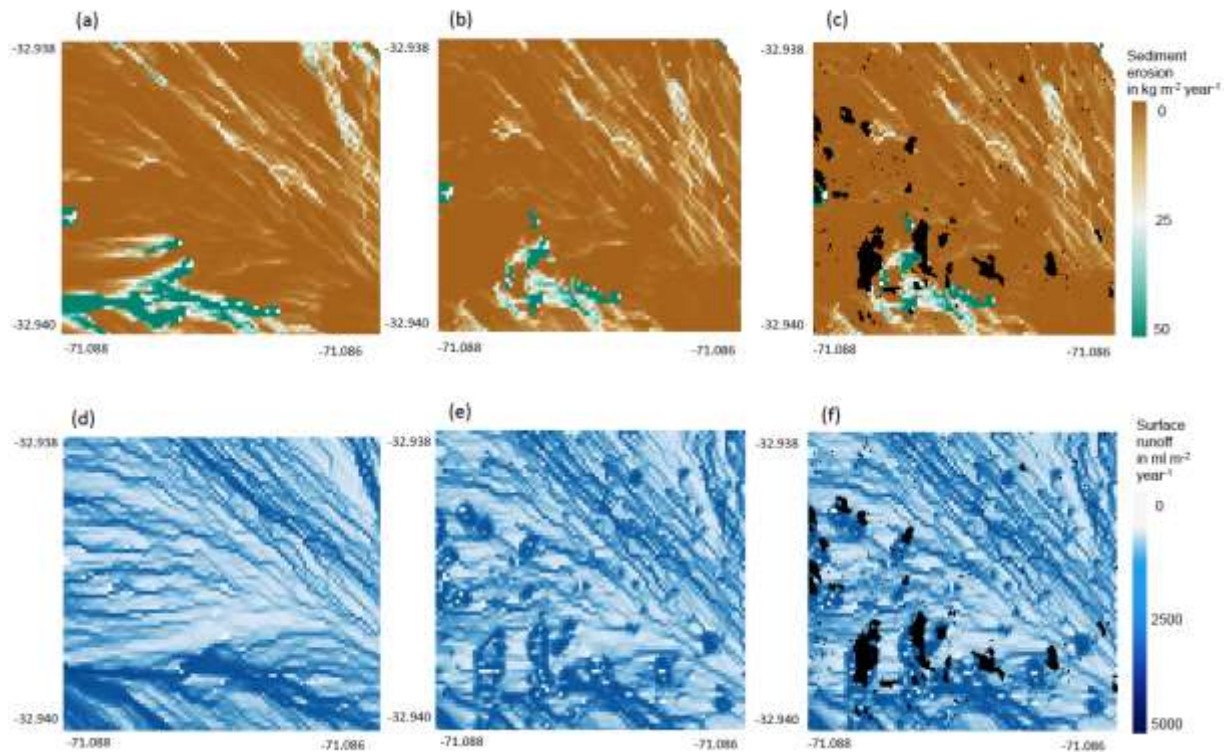 (a)
(b)
(c)
-32.938
-32.938
-32.938
Sediment
erosion
in kg m⁻² year⁻¹
0
25
50
-32.940
-32.940
-32.940
-71.088
-71.086
-71.088
-71.086
-71.088
-71.086
(d)
(e)
(f)
-32.938
-32.938
-32.938
Surface
runoff
in ml m⁻²
year⁻¹
0
2500
5000
-32.940
-32.940
-32.940
-71.088
-71.086
-71.088
-71.086
-71.088
-71.086